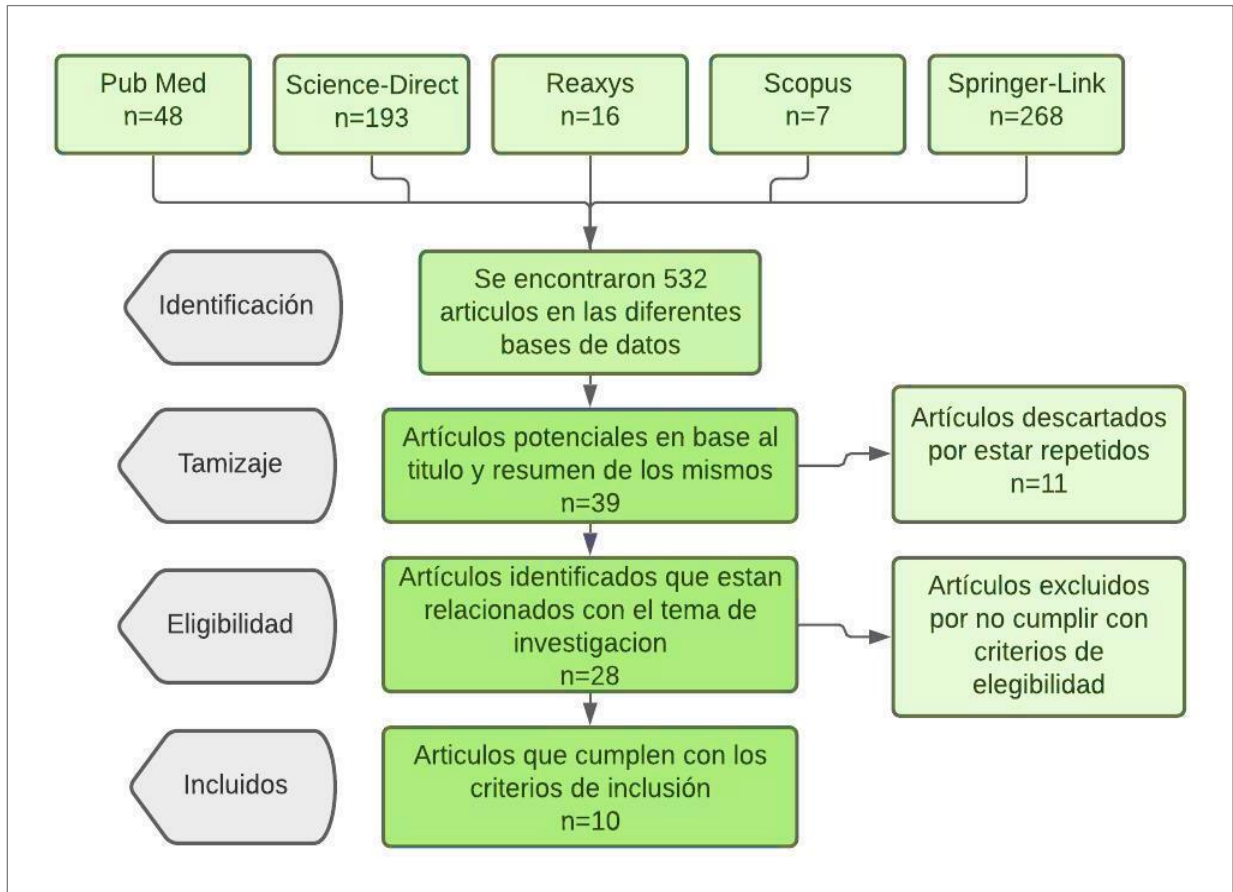 Pub Med
n=48
Science-Direct
n=193
Reaxys
n=16
Scopus
n=7
Springer-Link
n=268
Identificación
Se encontraron 532
articulos en las diferentes
bases de datos
Tamizaje
Artículos potenciales en base al
titulo y resumen de los mismos
n=39
Artículos descartados
por estar repetidos
n=11
Eligibilidad
Artículos identificados que estan
relacionados con el tema de
investigacion
n=28
Artículos excluidos
por no cumplir con
criterios de
elegibilidad
Incluidos
Articulos que cumplen con los
criterios de inclusión
n=10